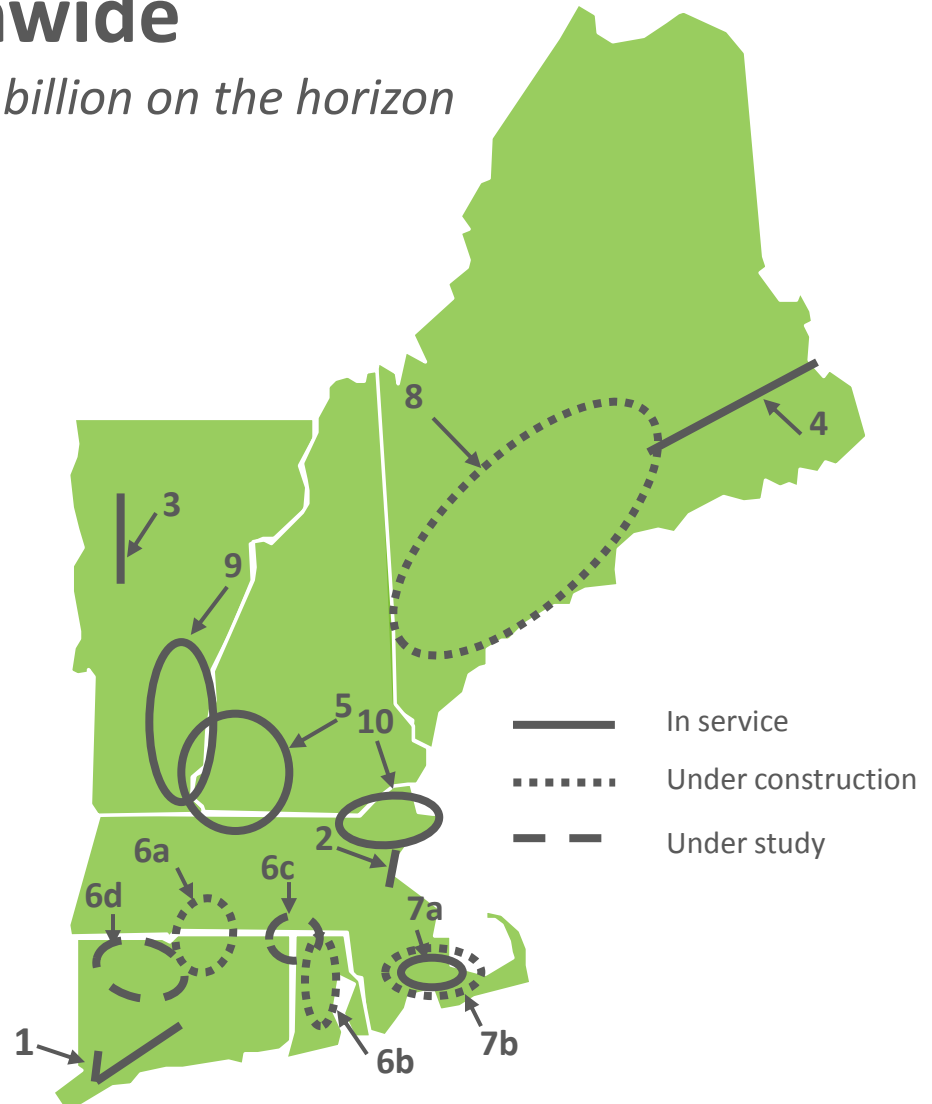 billion on the horizon
8
4
3
9
5
10
In service
Under construction
2
6a
6c
Under study
6d
7a
1
7b
6b